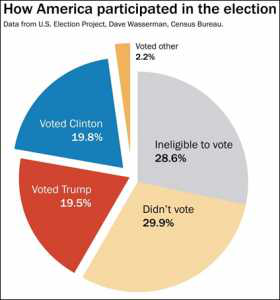 How America participated in the election
Data from U.S. Election Project, Dave Wasserman, Census Bureau.
Voted other
2.2%
Voted Clinton
19.8%
Ineligible to vote
28.6%
Voted Trump
19.5%
Didn't vote
29.9%